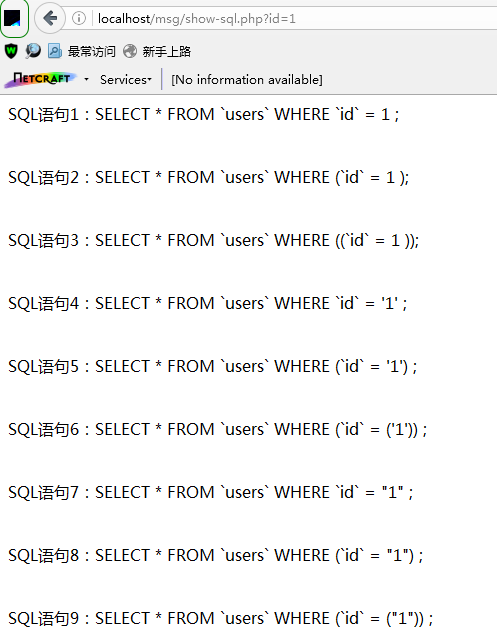 localhost/msg/show-sql.php?id=1
最常访问 新手上路
NETCRAFT Services [No information available]
SQL语句1：SELECT * FROM `users` WHERE `id` = 1 ;
SQL语句2：SELECT * FROM `users` WHERE (`id` = 1 );
SQL语句3：SELECT * FROM `users` WHERE ((`id` = 1 ));
SQL语句4：SELECT * FROM `users` WHERE `id` = '1' ;
SQL语句5：SELECT * FROM `users` WHERE (`id` = '1') ;
SQL语句6：SELECT * FROM `users` WHERE (`id` = ('1')) ;
SQL语句7：SELECT * FROM `users` WHERE `id` = "1" ;
SQL语句8：SELECT * FROM `users` WHERE (`id` = "1") ;
SQL语句9：SELECT * FROM `users` WHERE (`id` = ("1")) ;